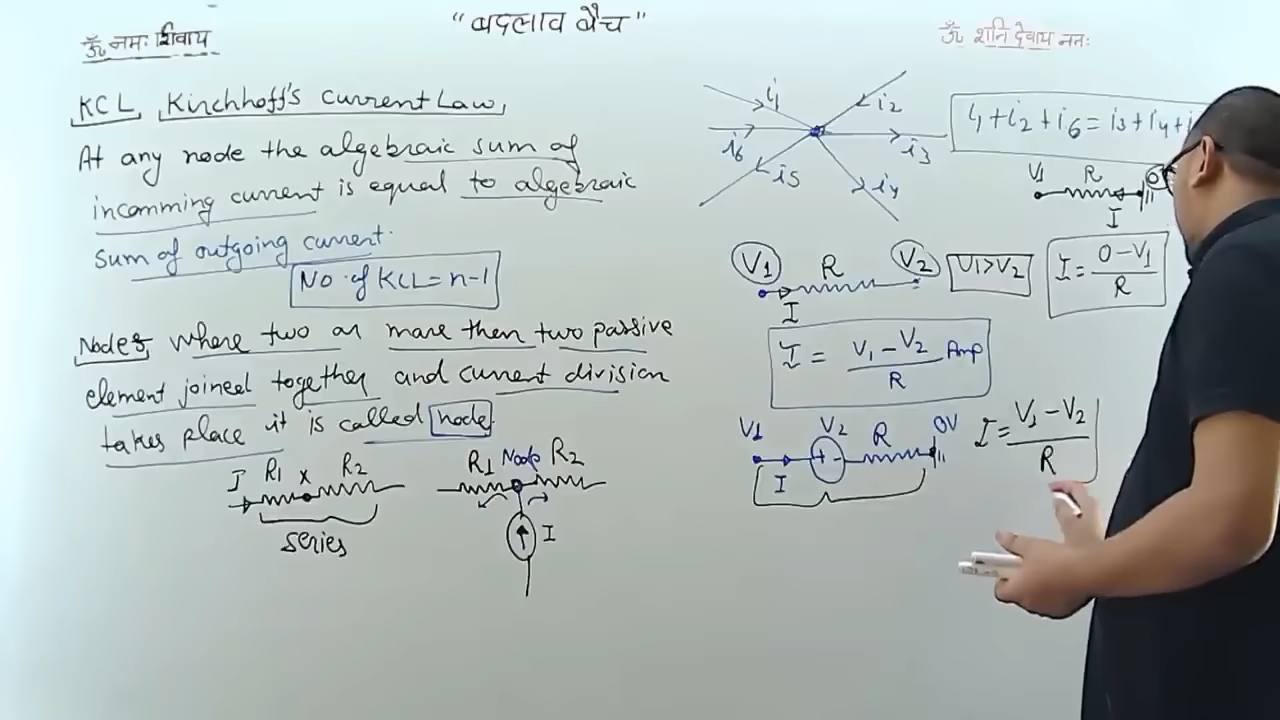 "बदलाव बैच"
ॐ नमः शिवाय
ॐ शनि देवाय नमः
KCL Kirchhoff's Current Law,
At any node the algebraic sum of
incomming current is equal to algebraic
sum of outgoing current.
No. of KCL = n-1
Nodes where two or more then two passive
element joined together and current division
takes place it is called node.
I R1 x R2
series
R1 Node R2
I
i1 i2
i6 i3
i5 i4
i1 + i2 + i6 = i3 + i4 +
V1 R
I
V1 R V2 V1>V2
I
I = 0-V1 / R
I = V1-V2 / R Amp
V1 V2 R 0V
+ -
I
I = V1-V2 / R